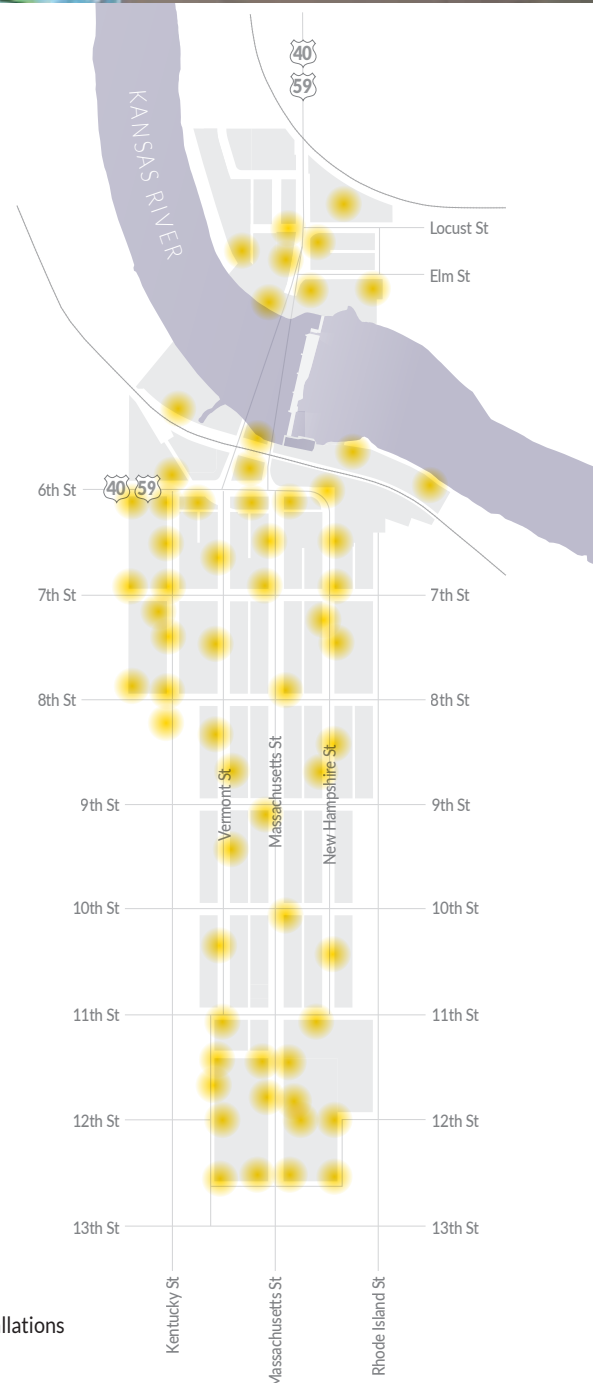 40
59
KANSAS RIVER
Locust St
Elm St
6th St
40 59
7th St
7th St
8th St
8th St
Vermont St
Massachusetts St
New Hampshire St
9th St
9th St
10th St
10th St
11th St
11th St
12th St
12th St
13th St
13th St
Kentucky St
Massachusetts St
Rhode Island St
llations